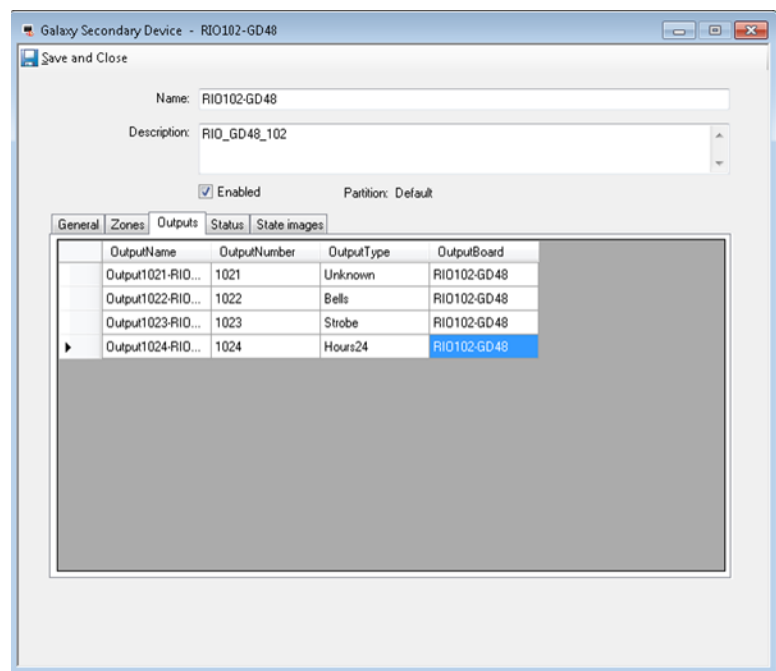 Galaxy Secondary Device - RIO102-GD48
Save and Close
Name: RIO102-GD48
Description: RIO_GD48_102
Enabled Partition: Default
General Zones Outputs Status State images
OutputName OutputNumber OutputType OutputBoard
Output1021-RIO... 1021 Unknown RIO102-GD48
Output1022-RIO... 1022 Bells RIO102-GD48
Output1023-RIO... 1023 Strobe RIO102-GD48
Output1024-RIO... 1024 Hours24 RIO102-GD48